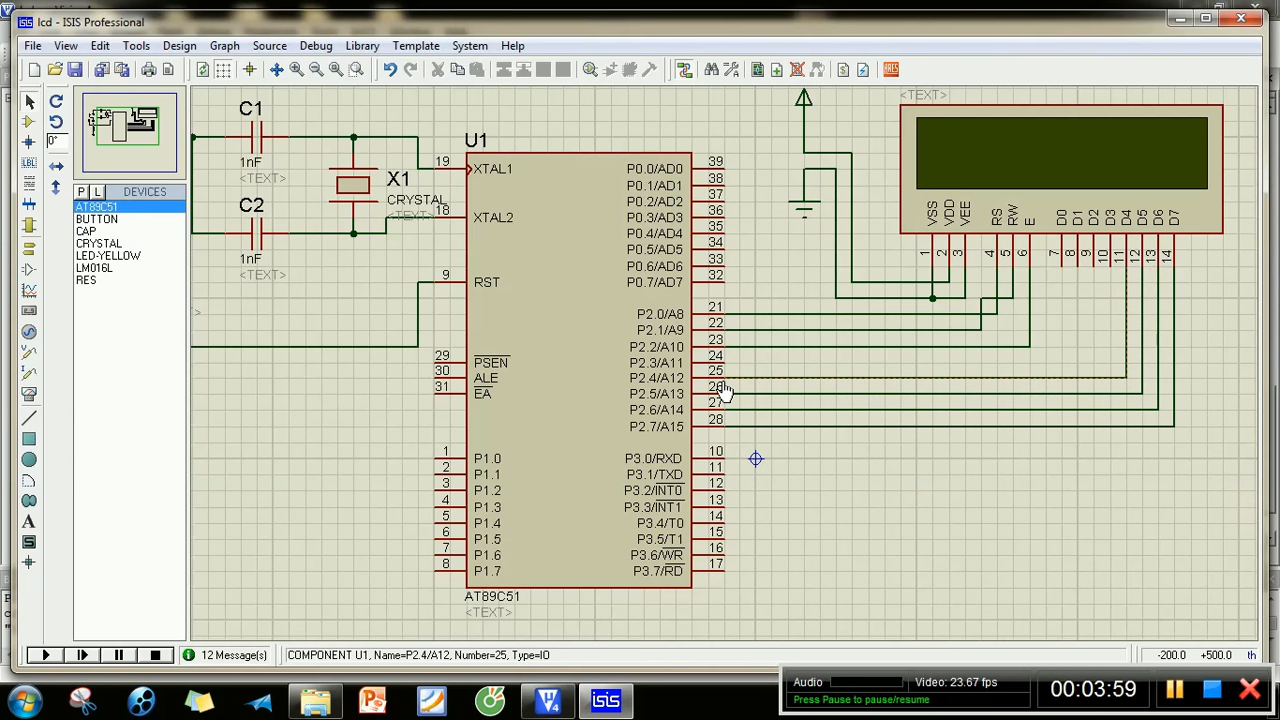 lcd - ISIS Professional
File View Edit Tools Design Graph Source Debug Library Template System Help
0°
LBL
P L DEVICES
AT89C51
BUTTON
CAP
CRYSTAL
LED-YELLOW
LM016L
RES
C1
1nF
<TEXT>
C2
1nF
<TEXT>
X1
CRYSTAL
<TEXT>
U1
19 XTAL1
18 XTAL2
9 RST
29 PSEN
30 ALE
31 EA
1 P1.0
2 P1.1
3 P1.2
4 P1.3
5 P1.4
6 P1.5
7 P1.6
8 P1.7
P0.0/AD0 39
P0.1/AD1 38
P0.2/AD2 37
P0.3/AD3 36
P0.4/AD4 35
P0.5/AD5 34
P0.6/AD6 33
P0.7/AD7 32
P2.0/A8 21
P2.1/A9 22
P2.2/A10 23
P2.3/A11 24
P2.4/A12 25
P2.5/A13 26
P2.6/A14 27
P2.7/A15 28
P3.0/RXD 10
P3.1/TXD 11
P3.2/INT0 12
P3.3/INT1 13
P3.4/T0 14
P3.5/T1 15
P3.6/WR 16
P3.7/RD 17
AT89C51
<TEXT>
<TEXT>
VSS VDD VEE RS RW E D0 D1 D2 D3 D4 D5 D6 D7
1 2 3 4 5 6 7 8 9 10 11 12 13 14
>
12 Message(s)
COMPONENT U1, Name=P2.4/A12, Number=25, Type=IO
-200.0 +500.0 th
Audio Video: 23.67 fps
Press Pause to pause/resume
00:03:59